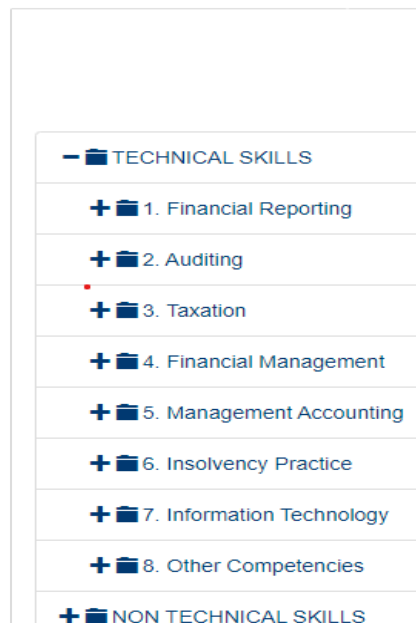 TECHNICAL SKILLS
1. Financial Reporting
2. Auditing
3. Taxation
4. Financial Management
5. Management Accounting
6. Insolvency Practice
7. Information Technology
8. Other Competencies
NON TECHNICAL SKILLS